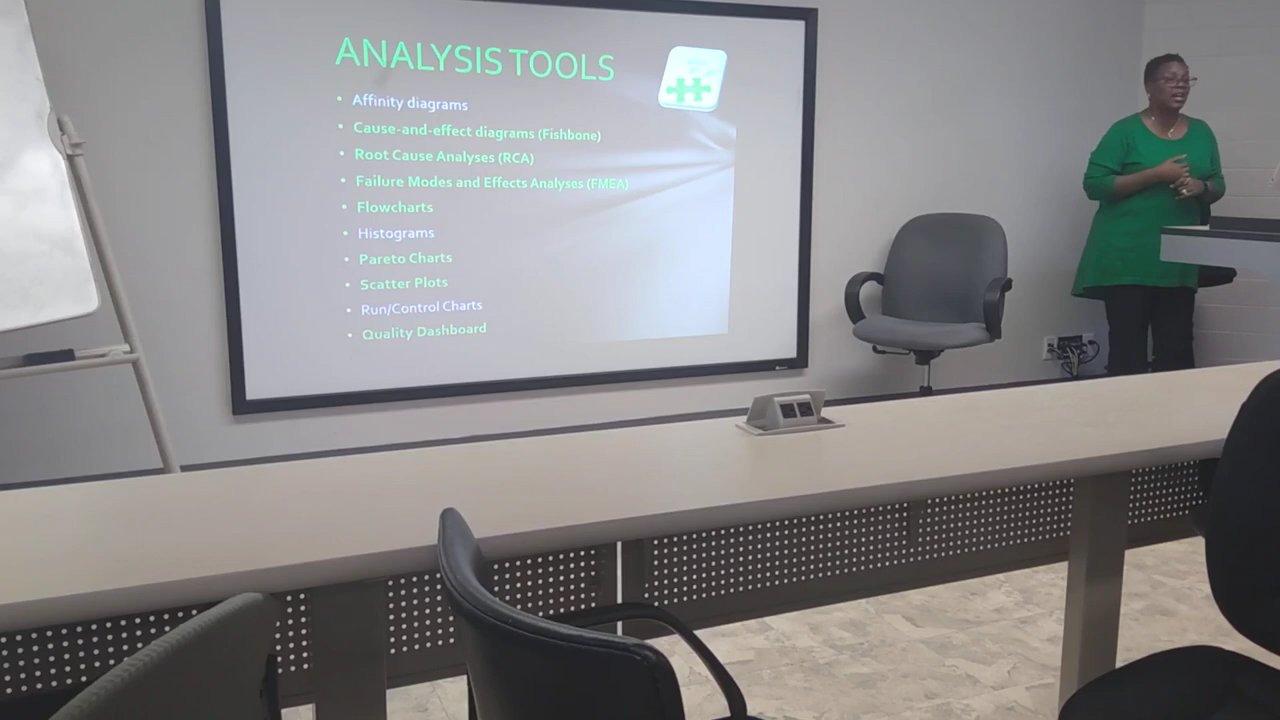 ANALYSIS TOOLS
• Affinity diagrams
• Cause-and-effect diagrams (Fishbone)
• Root Cause Analyses (RCA)
• Failure Modes and Effects Analyses (FMEA)
• Flowcharts
• Histograms
• Pareto Charts
• Scatter Plots
• Run/Control Charts
• Quality Dashboard